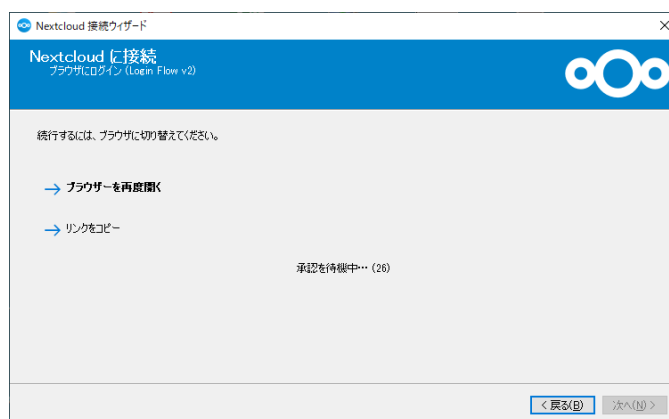 Nextcloud 接続ウィザード
Nextcloud に接続
ブラウザにログイン (Login Flow v2)
続行するには、ブラウザに切り替えてください。
→ ブラウザーを再度開く
→ リンクをコピー
承認を待機中… (26)
< 戻る(B)
次へ(N) >